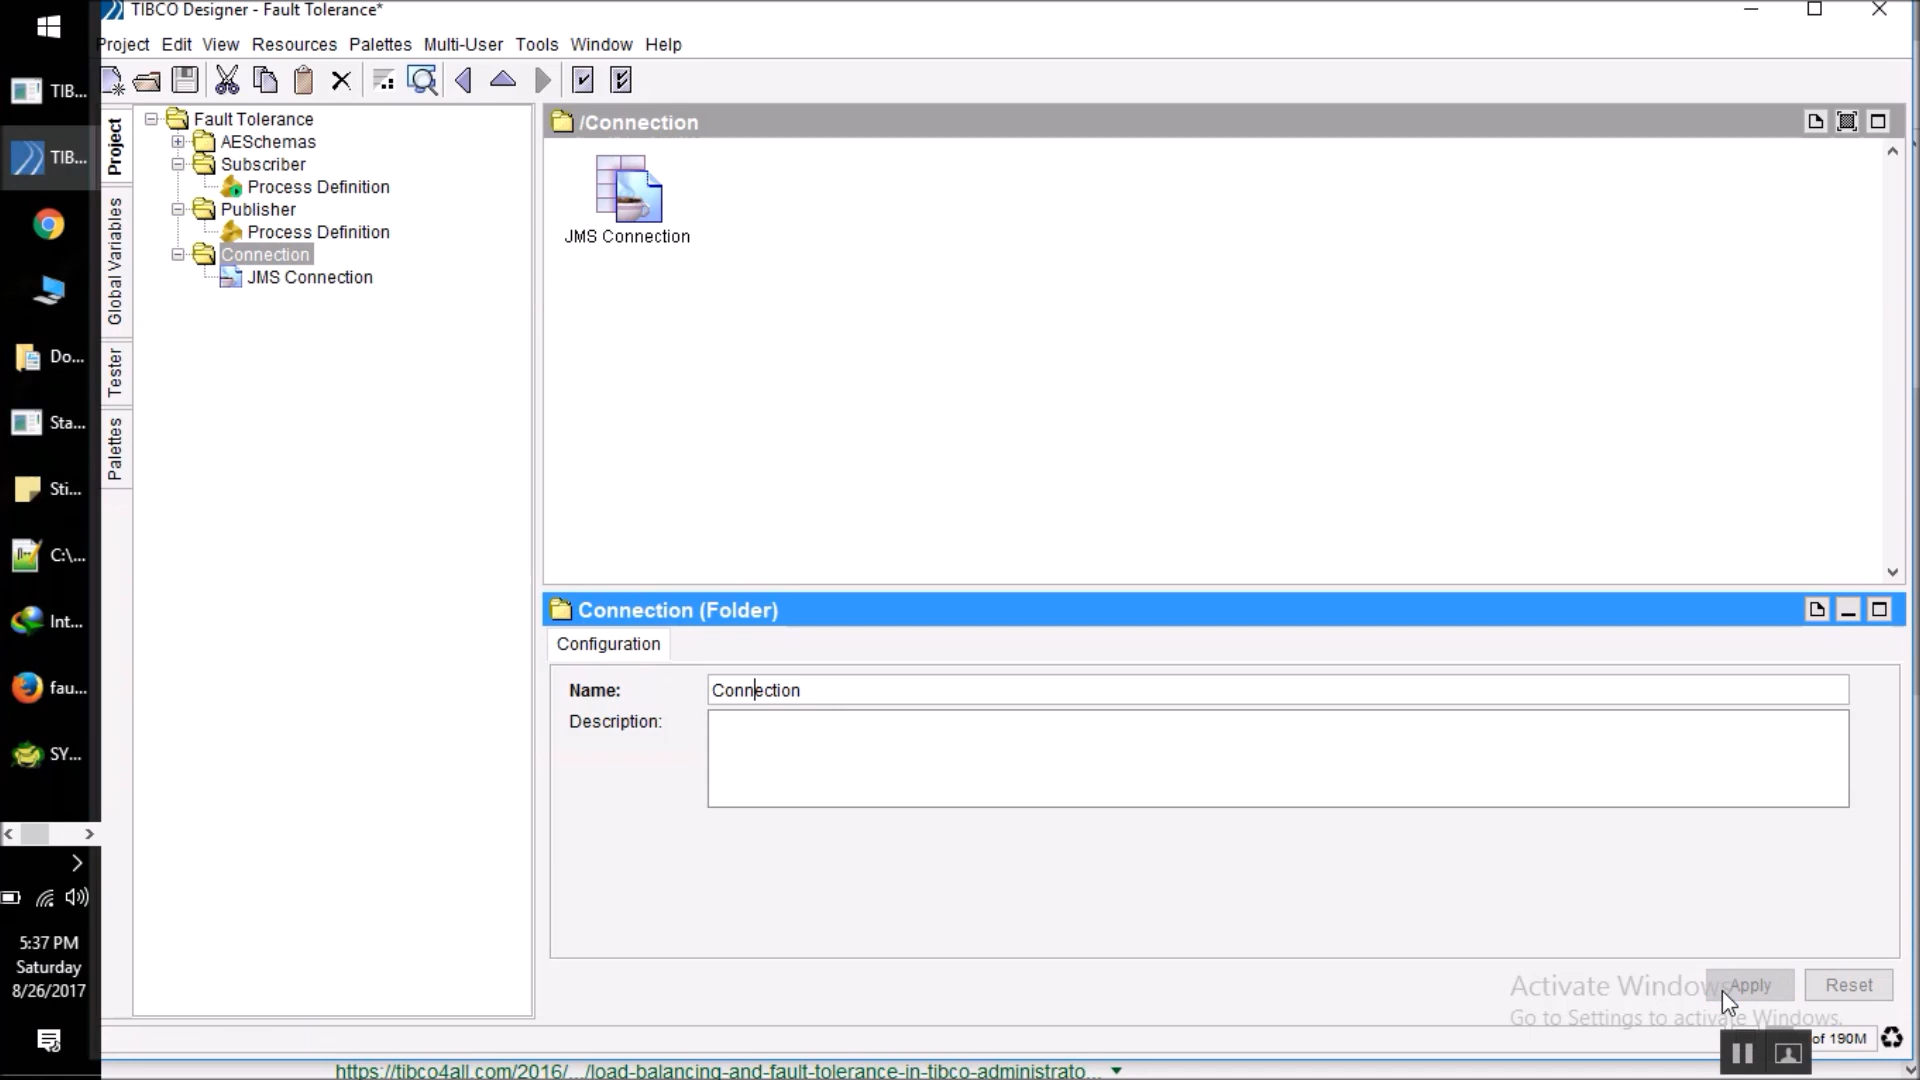 TIBCO Designer - Fault Tolerance*
Project Edit View Resources Palettes Multi-User Tools Window Help
TIB...
TIB...
Do...
Sta...
Sti...
C:\...
Int...
fau...
SY...
5:37 PM
Saturday
8/26/2017
Project
Global Variables
Tester
Palettes
Fault Tolerance
AESchemas
Subscriber
Process Definition
Publisher
Process Definition
Connection
JMS Connection
/Connection
JMS Connection
Connection (Folder)
Configuration
Name: Connection
Description:
Apply Reset
Activate Windows
Go to Settings to activate Windows.
of 190M
https://tibco4all.com/2016/.../load-balancing-and-fault-tolerance-in-tibco-administrato...